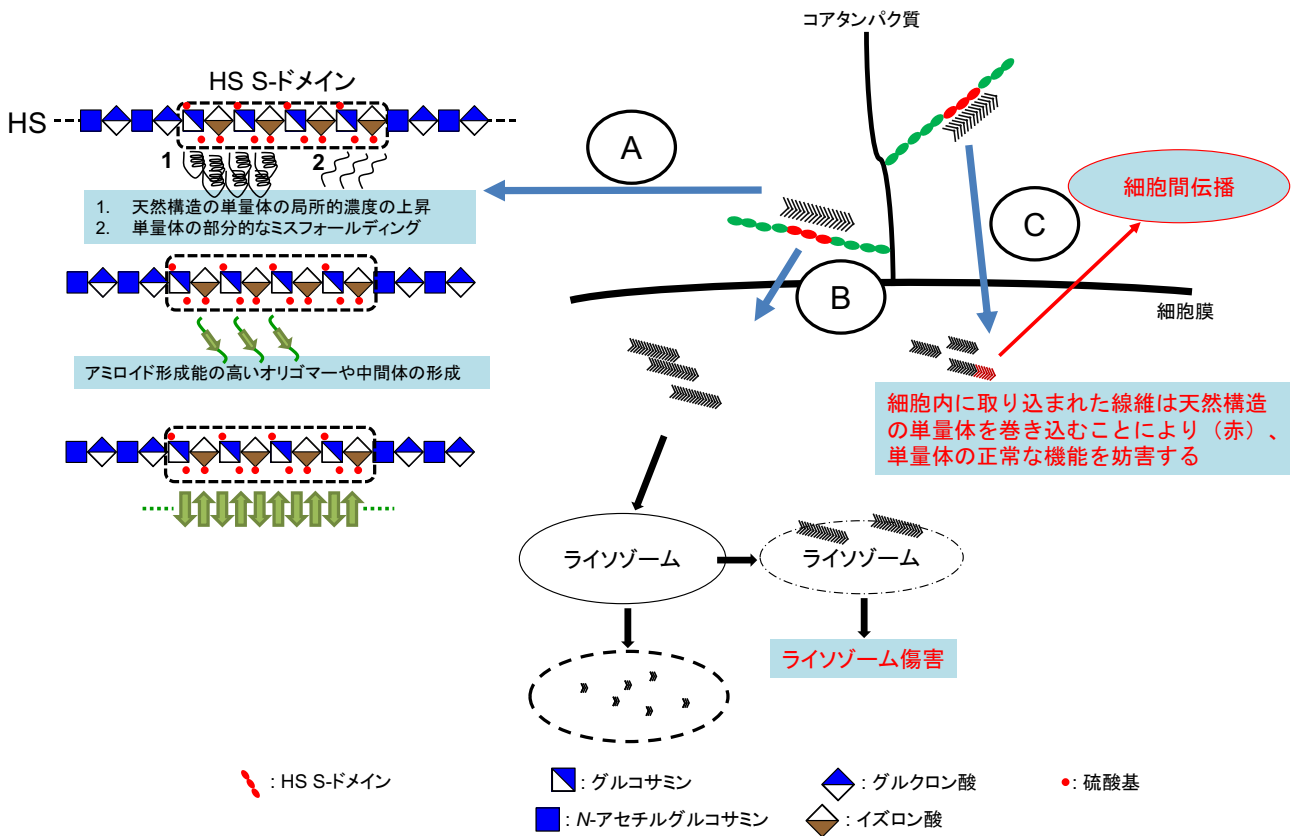 コアタンパク質
HS S-ドメイン
HS
1
2
1. 天然構造の単量体の局所的濃度の上昇
2. 単量体の部分的なミスフォールディング
アミロイド形成能の高いオリゴマーや中間体の形成
A
B
C
細胞間伝播
細胞膜
細胞内に取り込まれた線維は天然構造
の単量体を巻き込むことにより（赤）、
単量体の正常な機能を妨害する
ライソゾーム
ライソゾーム
ライソゾーム傷害
: HS S-ドメイン
: グルコサミン
: グルクロン酸
: 硫酸基
: N-アセチルグルコサミン
: イズロン酸